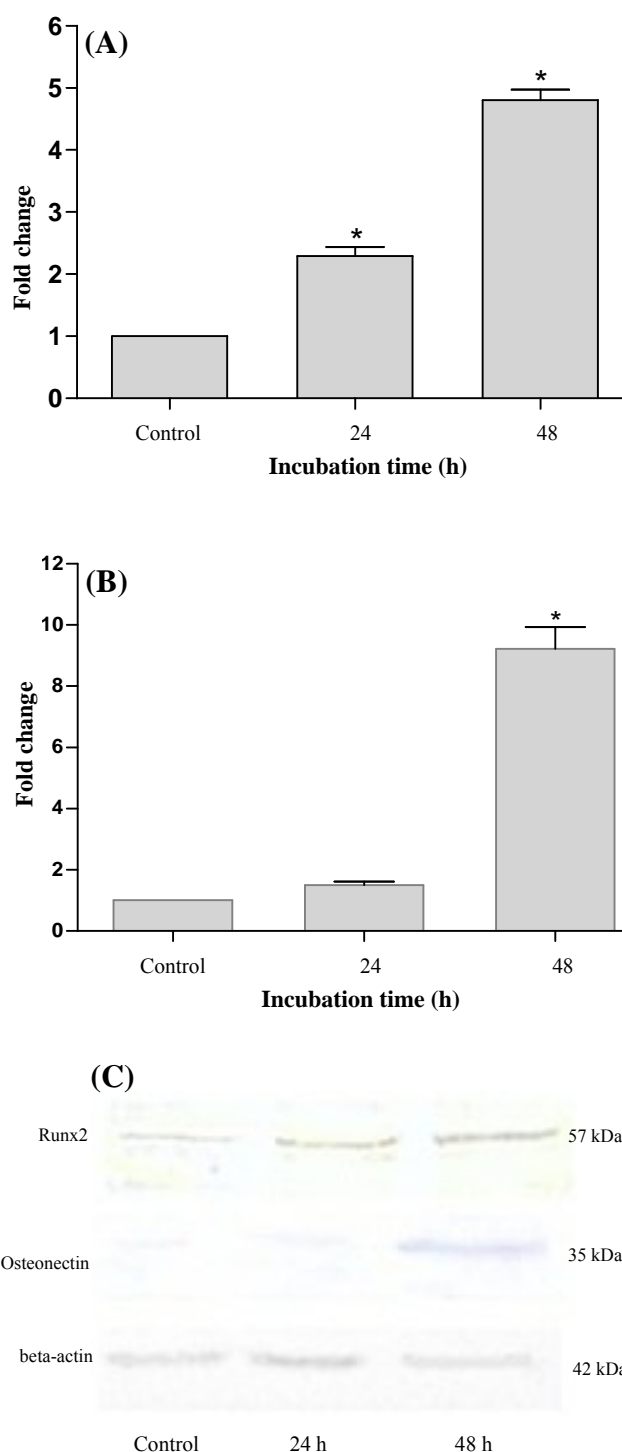 (A)
6
5
4
3
2
1
0
Fold change
*
*
Control 24 48
Incubation time (h)
(B)
12
10
8
6
4
2
0
Fold change
*
Control 24 48
Incubation time (h)
(C)
Runx2 57 kDa
Osteonectin 35 kDa
beta-actin 42 kDa
Control 24 h 48 h